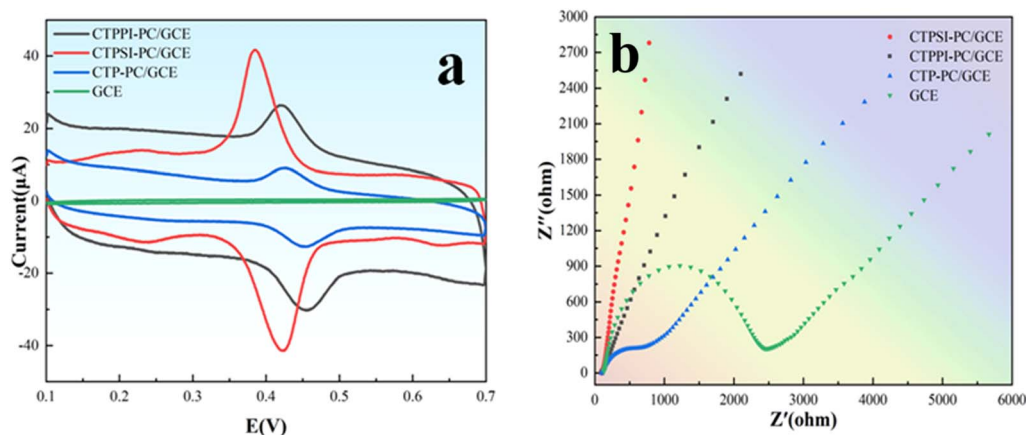 a
CTPPI-PC/GCE
CTPSI-PC/GCE
CTP-PC/GCE
GCE
Current(μA)
40
20
0
-20
-40
0.1 0.2 0.3 0.4 0.5 0.6 0.7
E(V)
b
CTPSI-PC/GCE
CTPPI-PC/GCE
CTP-PC/GCE
GCE
Z″(ohm)
3000
2700
2400
2100
1800
1500
1200
900
600
300
0
0 1000 2000 3000 4000 5000 6000
Z′(ohm)